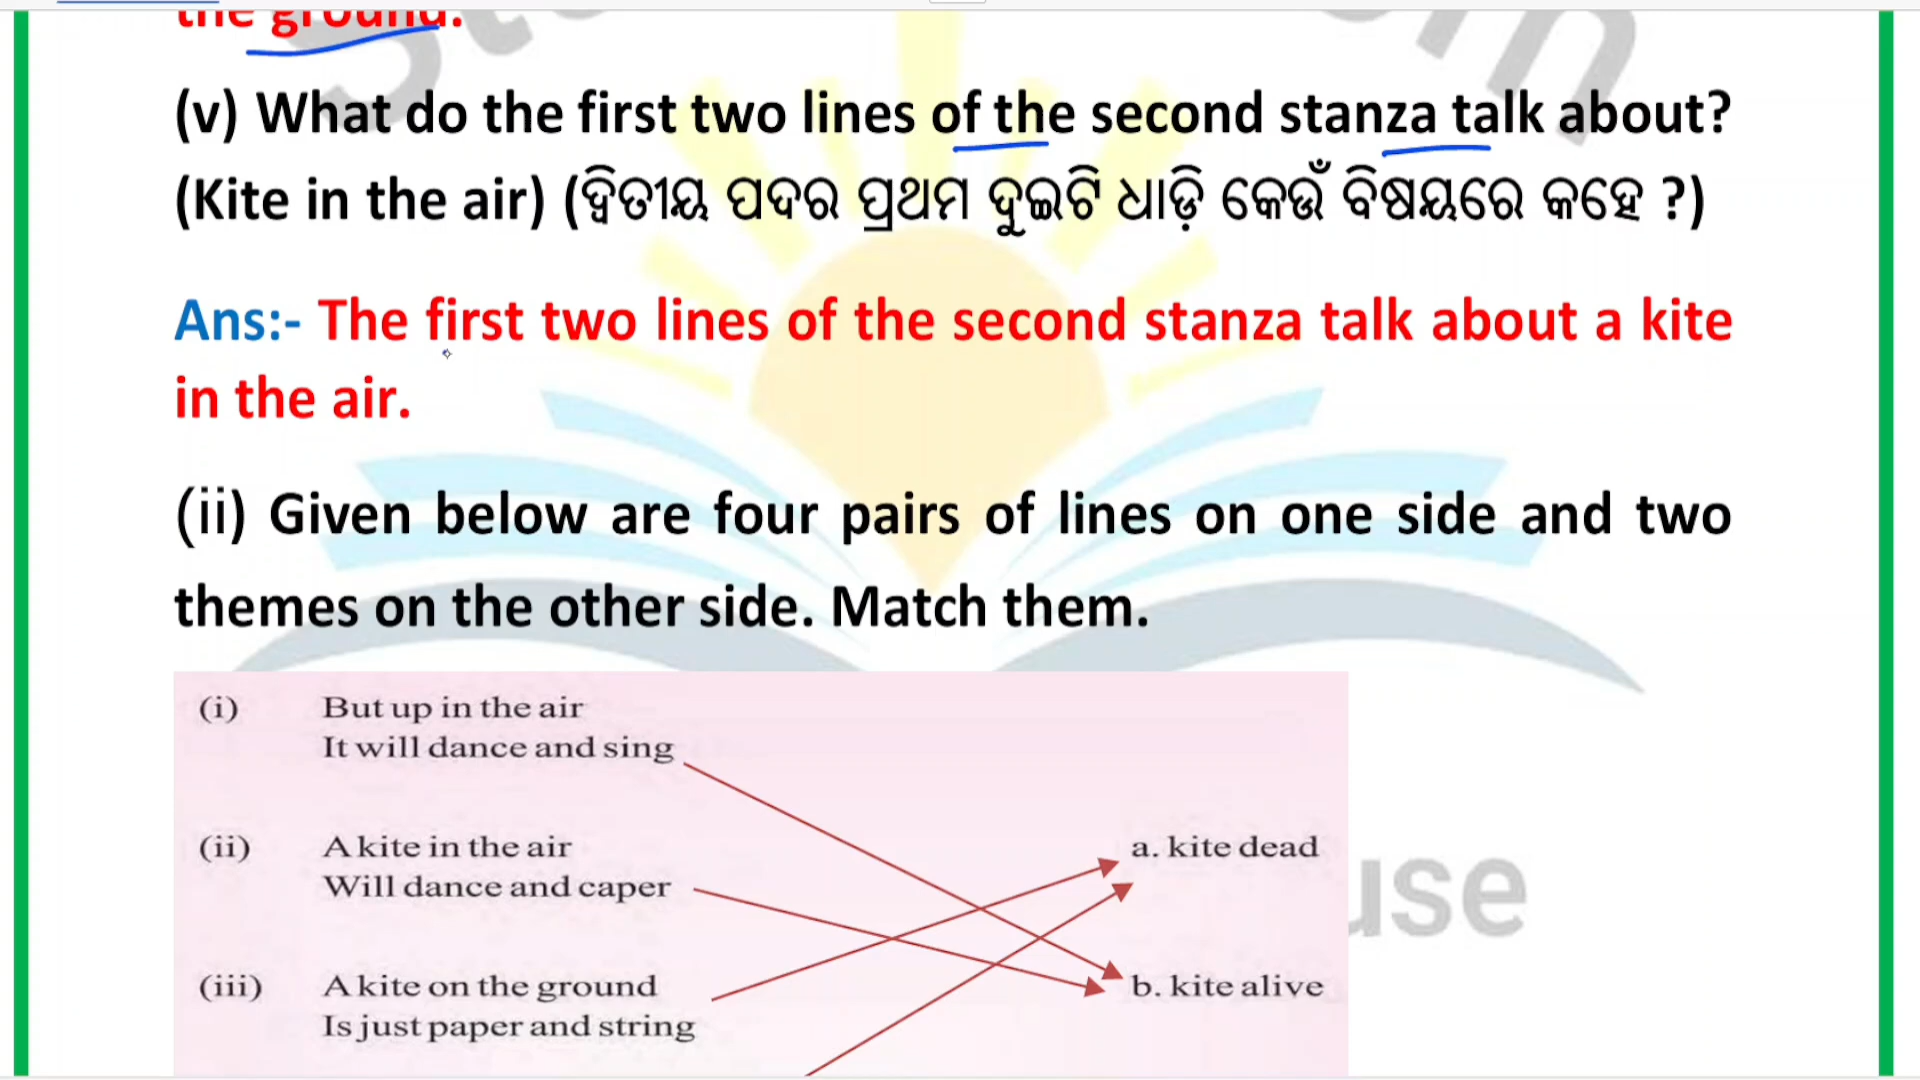 the ground.
(v) What do the first two lines of the second stanza talk about?
(Kite in the air) (ଦ୍ୱିତୀୟ ପଦର ପ୍ରଥମ ଦୁଇଟି ଧାଡ଼ି କେଉଁ ବିଷୟରେ କହେ ?)
Ans:- The first two lines of the second stanza talk about a kite
in the air.
(ii) Given below are four pairs of lines on one side and two
themes on the other side. Match them.
(i) But up in the air
It will dance and sing
(ii) A kite in the air a. kite dead
Will dance and caper
(iii) A kite on the ground b. kite alive
Is just paper and string